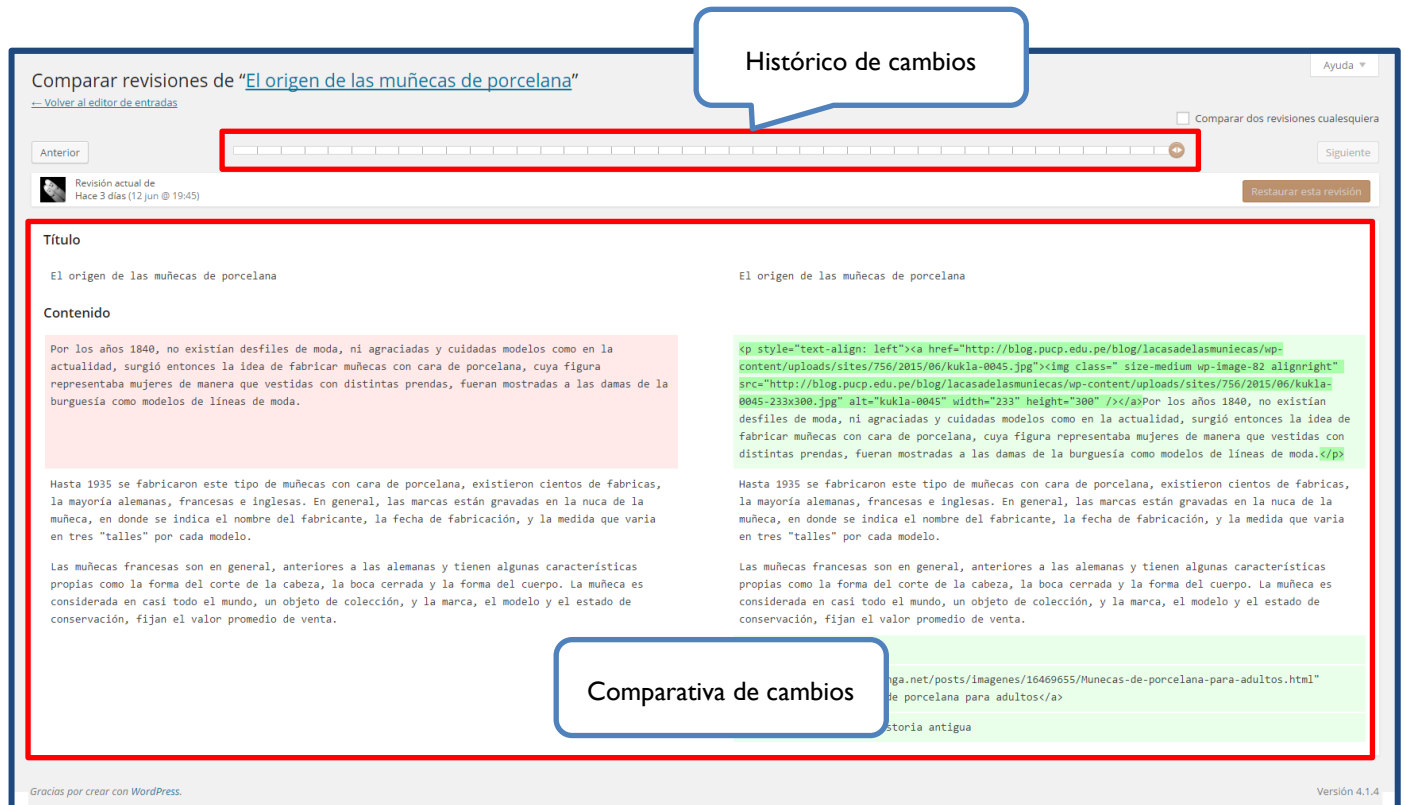 Histórico de cambios
Ayuda
Comparar revisiones de “El origen de las muñecas de porcelana”
← Volver al editor de entradas
Comparar dos revisiones cualesquiera
Anterior
Siguiente
Revisión actual de
Hace 3 días (12 jun @ 19:45)
Restaurar esta revisión
Título
El origen de las muñecas de porcelana
El origen de las muñecas de porcelana
Contenido
Por los años 1840, no existían desfiles de moda, ni agraciadas y cuidadas modelos como en la
actualidad, surgió entonces la idea de fabricar muñecas con cara de porcelana, cuya figura
representaba mujeres de manera que vestidas con distintas prendas, fueran mostradas a las damas de la
burguesía como modelos de líneas de moda.
<p style="text-align: left"><a href="http://blog.pucp.edu.pe/blog/lacasadelasmuniecas/wp-
content/uploads/sites/756/2015/06/kukla-0045.jpg"><img class=" size-medium wp-image-82 alignright"
src="http://blog.pucp.edu.pe/blog/lacasadelasmuniecas/wp-content/uploads/sites/756/2015/06/kukla-
0045-233x300.jpg" alt="kukla-0045" width="233" height="300" /></a>Por los años 1840, no existían
desfiles de moda, ni agraciadas y cuidadas modelos como en la actualidad, surgió entonces la idea de
fabricar muñecas con cara de porcelana, cuya figura representaba mujeres de manera que vestidas con
distintas prendas, fueran mostradas a las damas de la burguesía como modelos de líneas de moda.</p>
Hasta 1935 se fabricaron este tipo de muñecas con cara de porcelana, existieron cientos de fabricas,
la mayoría alemanas, francesas e inglesas. En general, las marcas están gravadas en la nuca de la
muñeca, en donde se indica el nombre del fabricante, la fecha de fabricación, y la medida que varia
en tres "talles" por cada modelo.
Hasta 1935 se fabricaron este tipo de muñecas con cara de porcelana, existieron cientos de fabricas,
la mayoría alemanas, francesas e inglesas. En general, las marcas están gravadas en la nuca de la
muñeca, en donde se indica el nombre del fabricante, la fecha de fabricación, y la medida que varia
en tres "talles" por cada modelo.
Las muñecas francesas son en general, anteriores a las alemanas y tienen algunas características
propias como la forma del corte de la cabeza, la boca cerrada y la forma del cuerpo. La muñeca es
considerada en casi todo el mundo, un objeto de colección, y la marca, el modelo y el estado de
conservación, fijan el valor promedio de venta.
Las muñecas francesas son en general, anteriores a las alemanas y tienen algunas características
propias como la forma del corte de la cabeza, la boca cerrada y la forma del cuerpo. La muñeca es
considerada en casi todo el mundo, un objeto de colección, y la marca, el modelo y el estado de
conservación, fijan el valor promedio de venta.
Comparativa de cambios
nga.net/posts/imagenes/16469655/Munecas-de-porcelana-para-adultos.html"
de porcelana para adultos</a>
storia antigua
Gracias por crear con WordPress.
Versión 4.1.4